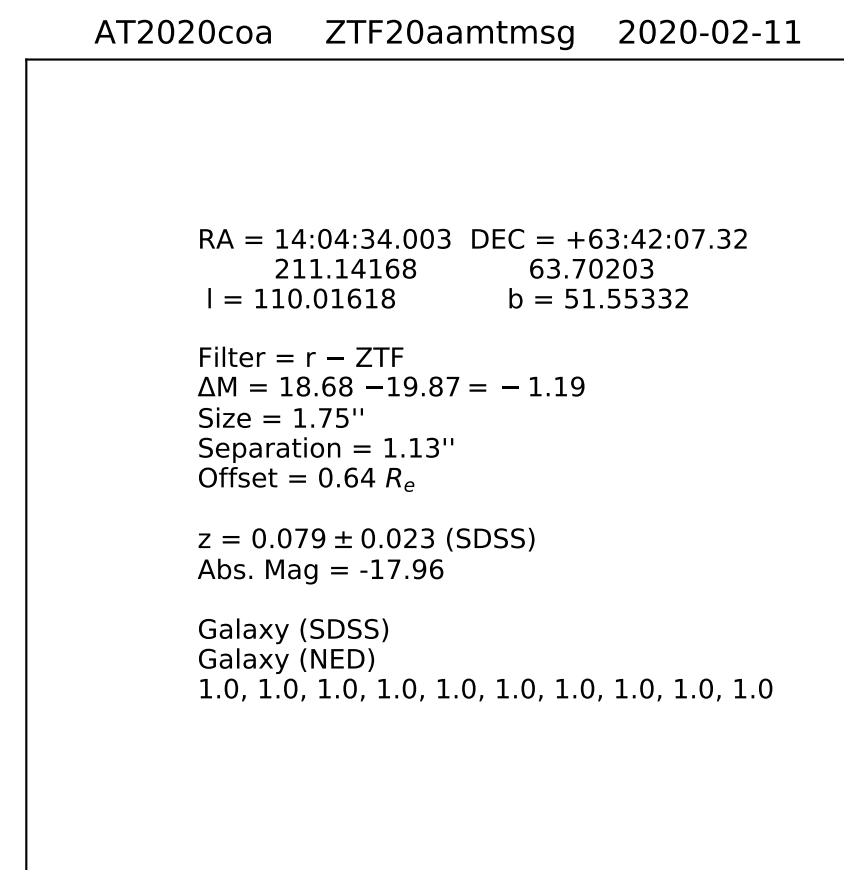 AT2020coa ZTF20aamtmsg 2020-02-11
RA = 14:04:34.003 DEC = +63:42:07.32
211.14168 63.70203
l = 110.01618 b = 51.55332
Filter = r − ZTF
ΔM = 18.68 −19.87 = − 1.19
Size = 1.75''
Separation = 1.13''
Offset = 0.64 Rₑ
z = 0.079 ± 0.023 (SDSS)
Abs. Mag = -17.96
Galaxy (SDSS)
Galaxy (NED)
1.0, 1.0, 1.0, 1.0, 1.0, 1.0, 1.0, 1.0, 1.0, 1.0